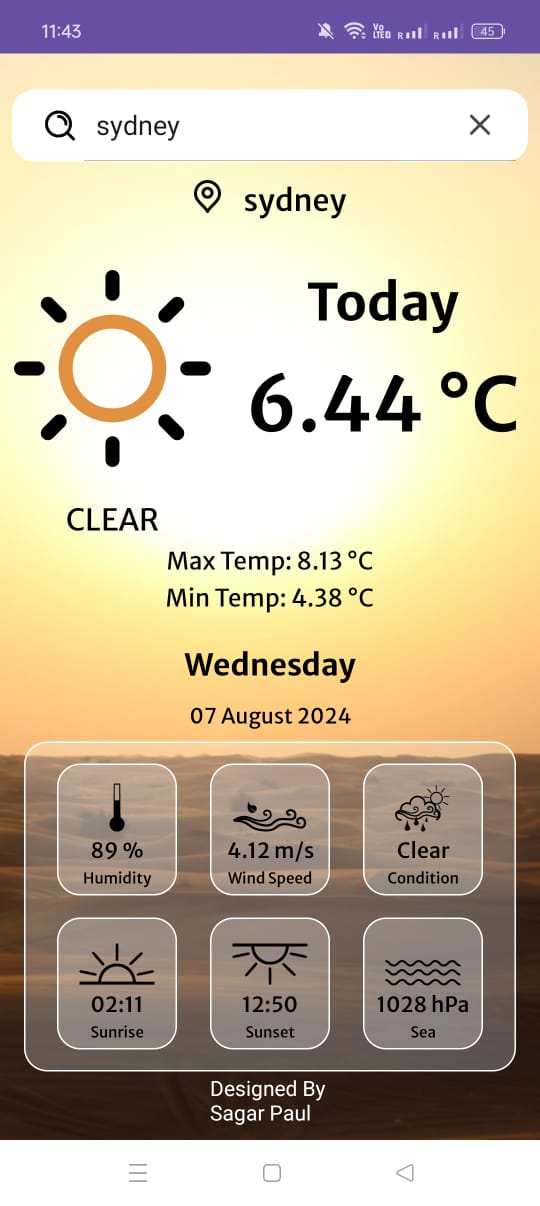 11:43
Vo
LTED
R
R
45
sydney
sydney
Today
6.44 °C
CLEAR
Max Temp: 8.13 °C
Min Temp: 4.38 °C
Wednesday
07 August 2024
89 %
Humidity
4.12 m/s
Wind Speed
Clear
Condition
02:11
Sunrise
12:50
Sunset
1028 hPa
Sea
Designed By
Sagar Paul